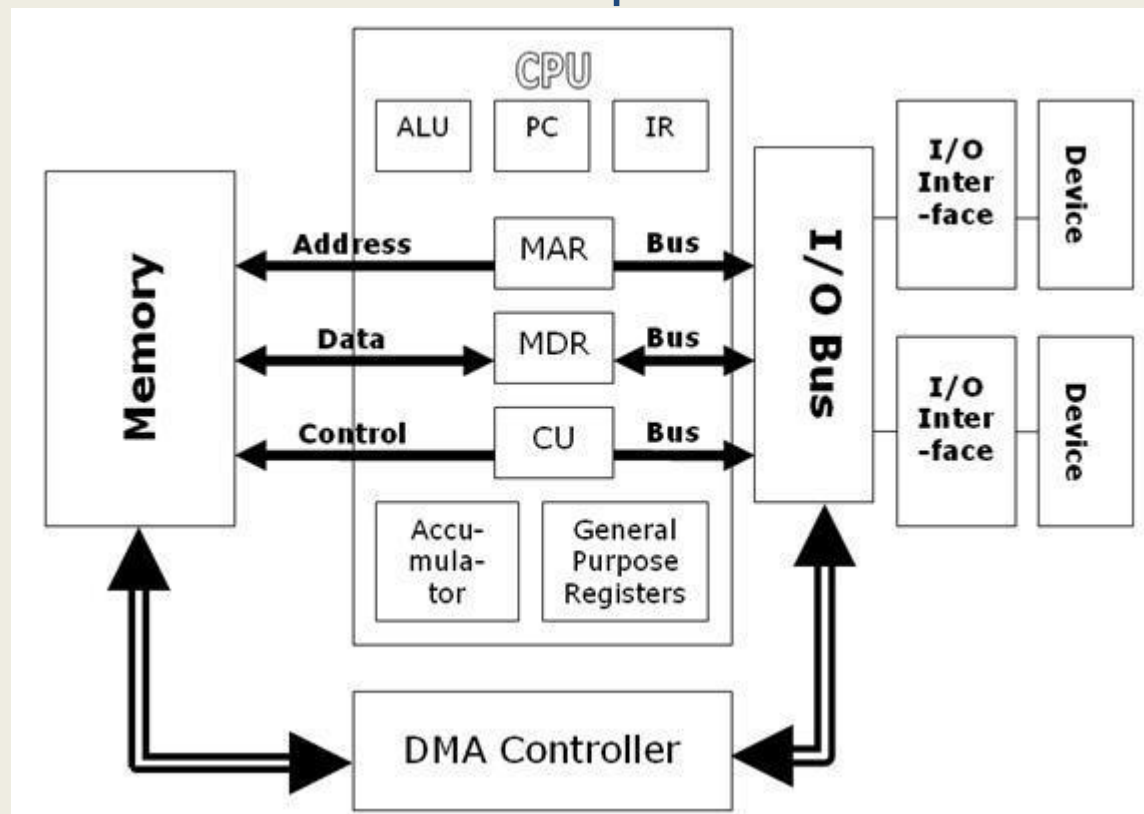 CPU
ALU
PC
IR
Memory
Address
MAR
Bus
Data
MDR
Bus
Control
CU
Bus
Accu-
mula-
tor
General
Purpose
Registers
I/O Bus
I/O
Inter
-face
Device
I/O
Inter
-face
Device
DMA Controller